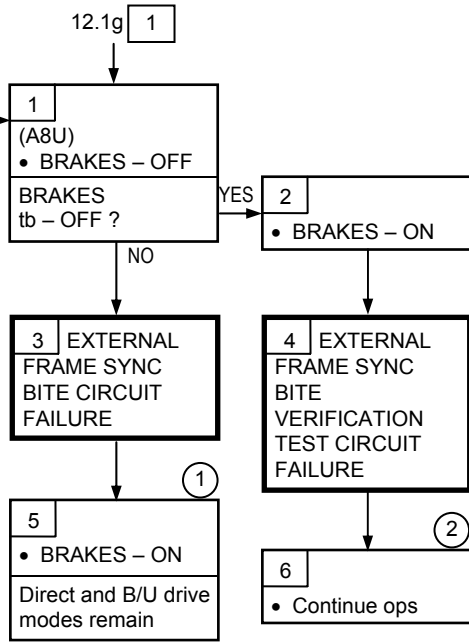 12.1g 1
1
(A8U)
• BRAKES – OFF
BRAKES
tb – OFF ?
YES
NO
2
• BRAKES – ON
3 EXTERNAL
FRAME SYNC
BITE CIRCUIT
FAILURE
4 EXTERNAL
FRAME SYNC
BITE
VERIFICATION
TEST CIRCUIT
FAILURE
1
5
• BRAKES – ON
Direct and B/U drive
modes remain
2
6
• Continue ops